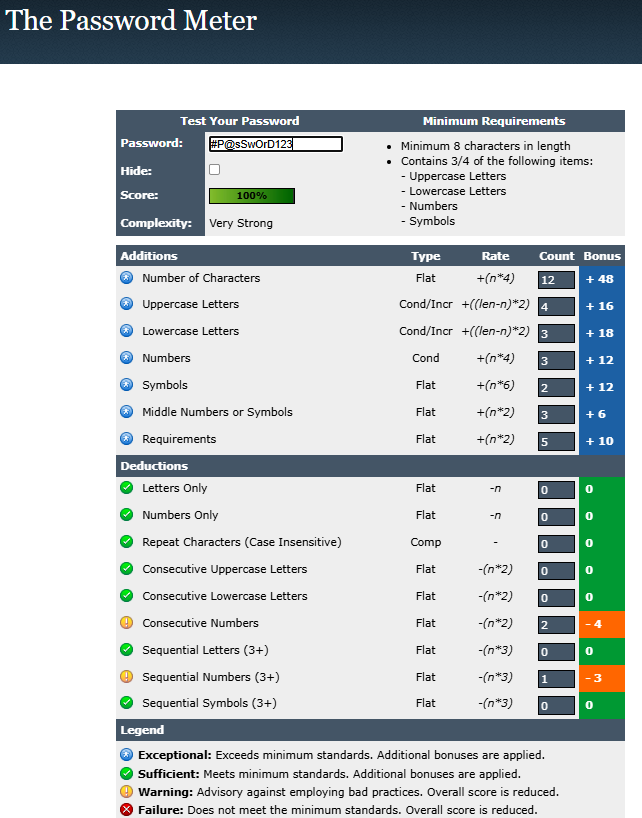 The Password Meter
Test Your Password
Minimum Requirements
Password: #P@sSwOrD123
Hide:
Score: 100%
Complexity: Very Strong
• Minimum 8 characters in length
• Contains 3/4 of the following items:
- Uppercase Letters
- Lowercase Letters
- Numbers
- Symbols
Additions Type Rate Count Bonus
Number of Characters Flat +(n*4) 12 + 48
Uppercase Letters Cond/Incr +((len-n)*2) 4 + 16
Lowercase Letters Cond/Incr +((len-n)*2) 3 + 18
Numbers Cond +(n*4) 3 + 12
Symbols Flat +(n*6) 2 + 12
Middle Numbers or Symbols Flat +(n*2) 3 + 6
Requirements Flat +(n*2) 5 + 10
Deductions
Letters Only Flat -n 0 0
Numbers Only Flat -n 0 0
Repeat Characters (Case Insensitive) Comp - 0 0
Consecutive Uppercase Letters Flat -(n*2) 0 0
Consecutive Lowercase Letters Flat -(n*2) 0 0
Consecutive Numbers Flat -(n*2) 2 - 4
Sequential Letters (3+) Flat -(n*3) 0 0
Sequential Numbers (3+) Flat -(n*3) 1 - 3
Sequential Symbols (3+) Flat -(n*3) 0 0
Legend
Exceptional: Exceeds minimum standards. Additional bonuses are applied.
Sufficient: Meets minimum standards. Additional bonuses are applied.
Warning: Advisory against employing bad practices. Overall score is reduced.
Failure: Does not meet the minimum standards. Overall score is reduced.